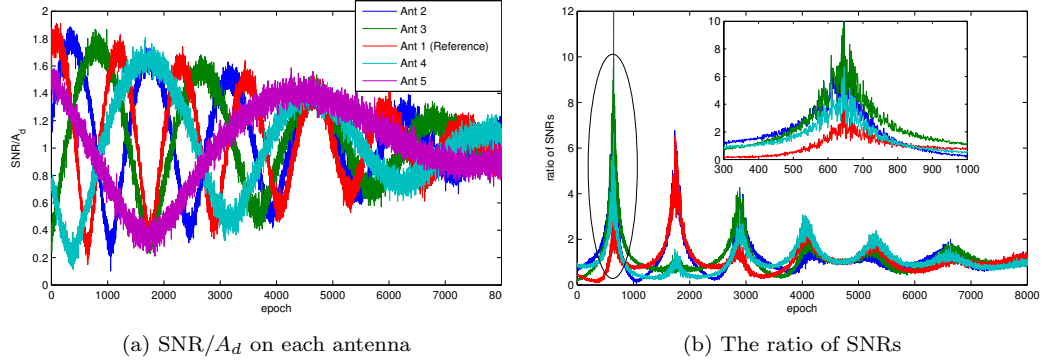 2
1.8
1.6
1.4
1.2
1
0.8
0.6
0.4
0.2
0
SNR/A_d
0 1000 2000 3000 4000 5000 6000 7000 80
epoch
Ant 2
Ant 3
Ant 1 (Reference)
Ant 4
Ant 5
(a) SNR/A_d on each antenna
12
10
8
6
4
2
0
ratio of SNRs
0 1000 2000 3000 4000 5000 6000 7000 8000
epoch
10
8
6
4
2
0
300 400 500 600 700 800 900 1000
(b) The ratio of SNRs